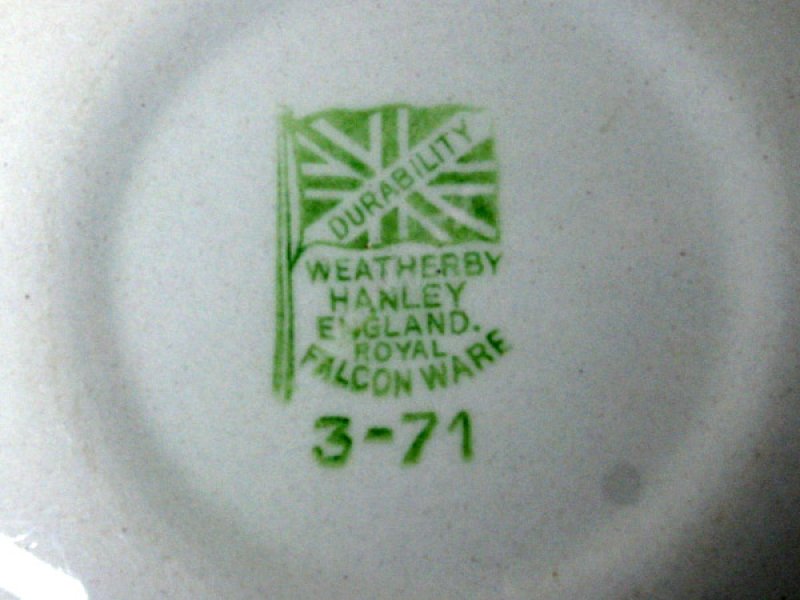 DURABILITY
WEATHERBY
HANLEY
ENGLAND.
ROYAL
FALCON WARE
3-71